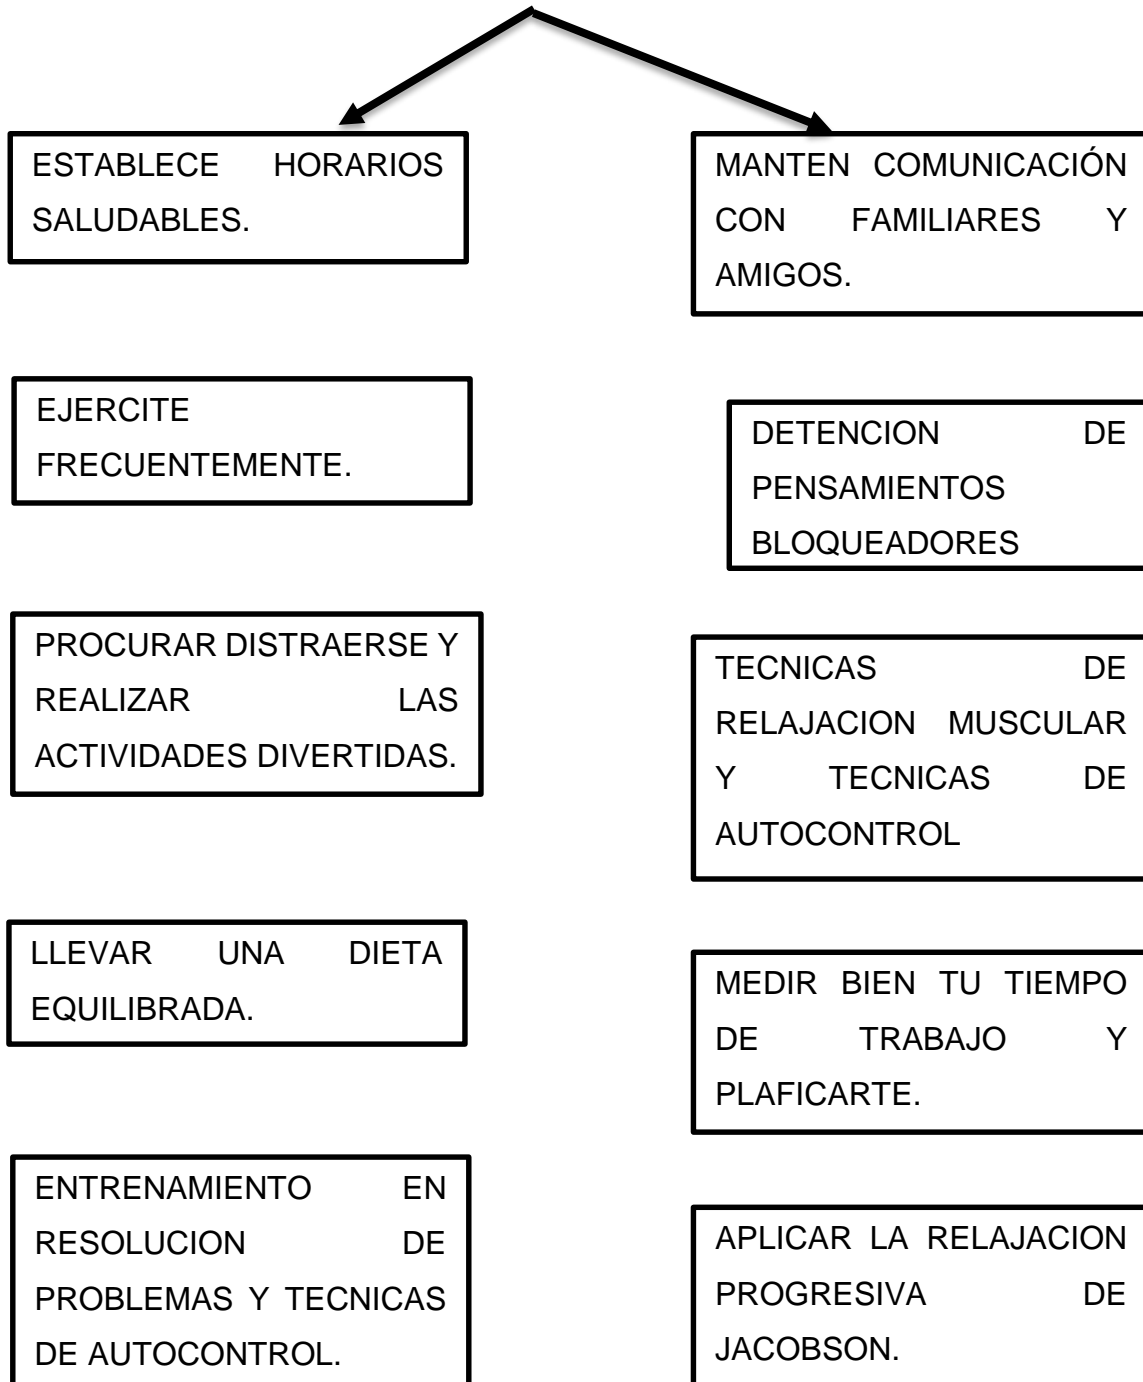 ESTABLECE HORARIOS
SALUDABLES.
EJERCITE
FRECUENTEMENTE.
PROCURAR DISTRAERSE Y
REALIZAR LAS
ACTIVIDADES DIVERTIDAS.
LLEVAR UNA DIETA
EQUILIBRADA.
ENTRENAMIENTO EN
RESOLUCION DE
PROBLEMAS Y TECNICAS
DE AUTOCONTROL.
MANTEN COMUNICACIÓN
CON FAMILIARES Y
AMIGOS.
DETENCION DE
PENSAMIENTOS
BLOQUEADORES
TECNICAS DE
RELAJACION MUSCULAR
Y TECNICAS DE
AUTOCONTROL
MEDIR BIEN TU TIEMPO
DE TRABAJO Y
PLAFICARTE.
APLICAR LA RELAJACION
PROGRESIVA DE
JACOBSON.